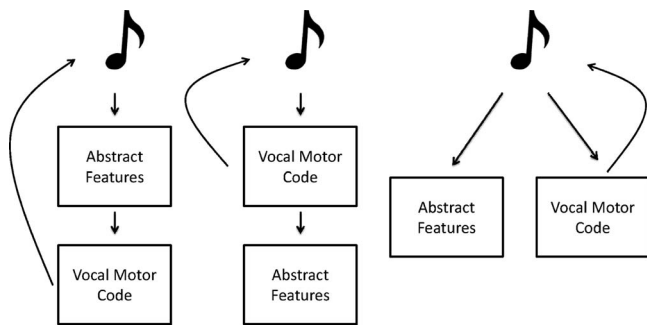 Abstract
Features
Vocal Motor
Code
Vocal Motor
Code
Abstract
Features
Abstract
Features
Vocal Motor
Code